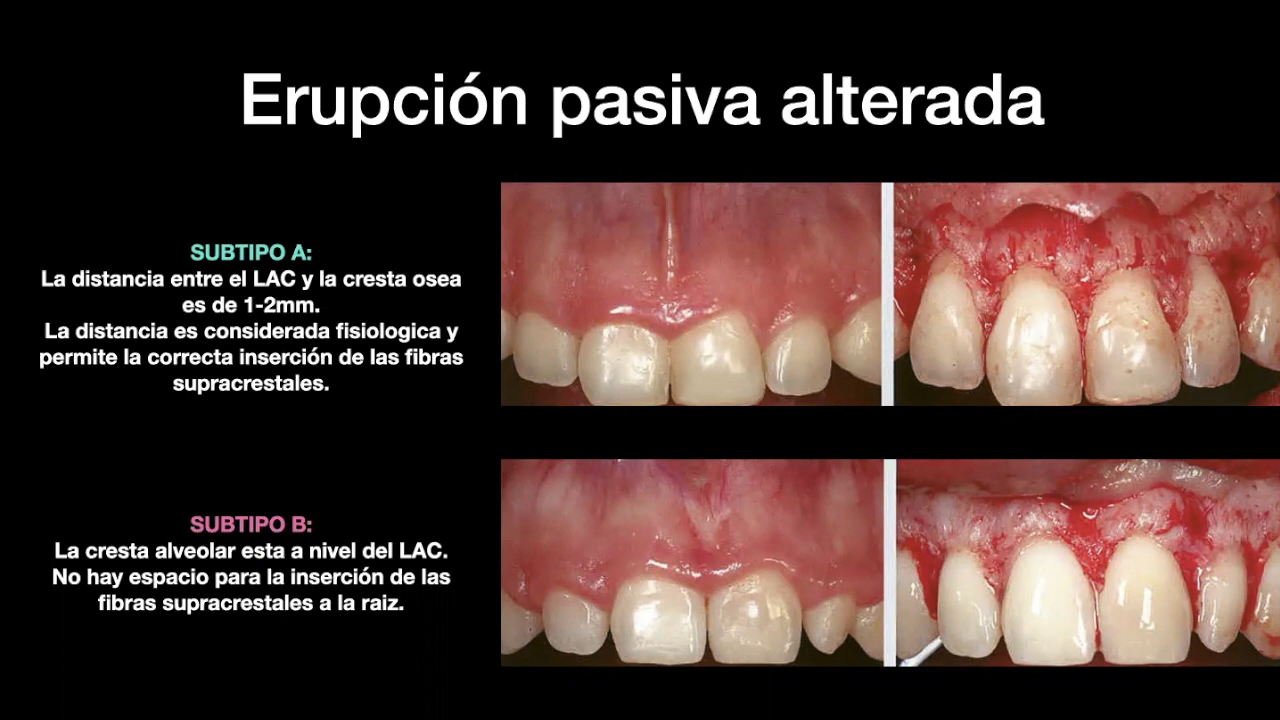 Erupción pasiva alterada
SUBTIPO A:
La distancia entre el LAC y la cresta osea
es de 1-2mm.
La distancia es considerada fisiologica y
permite la correcta inserción de las fibras
supracrestales.
SUBTIPO B:
La cresta alveolar esta a nivel del LAC.
No hay espacio para la inserción de las
fibras supracrestales a la raiz.